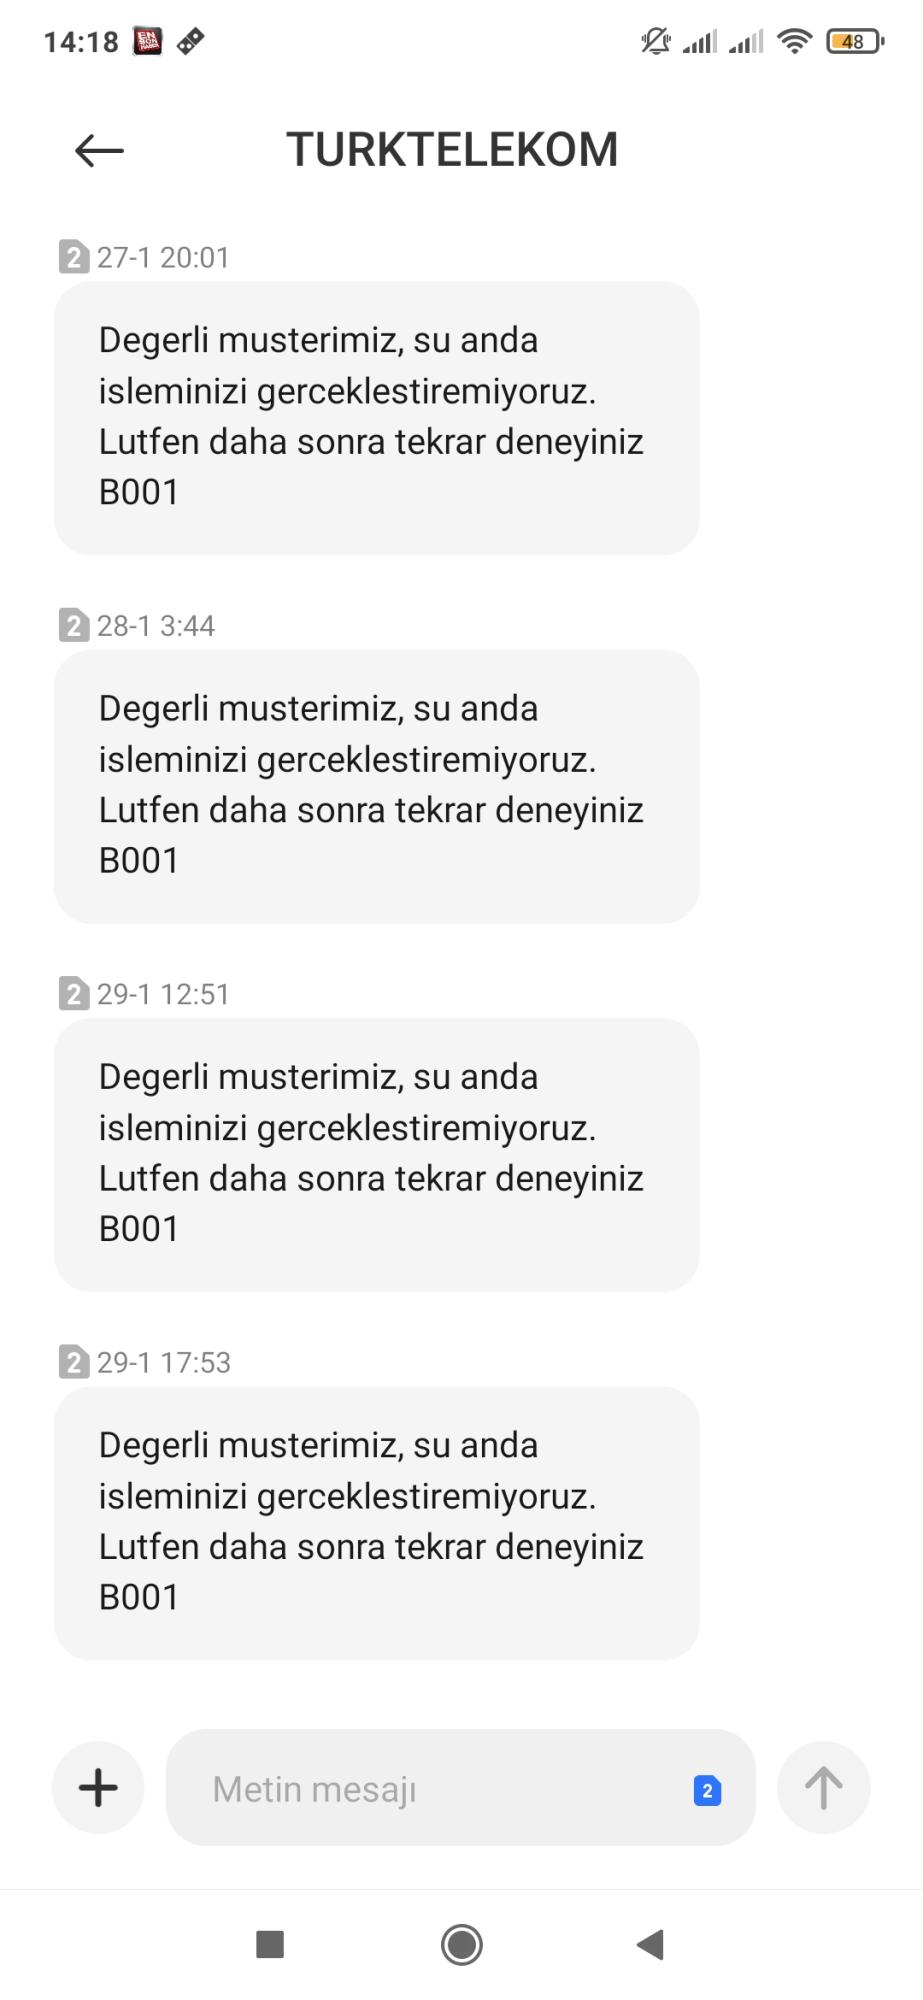 14:18
EN SON HABER
48
TURKTELEKOM
2 27-1 20:01
Degerli musterimiz, su anda
isleminizi gerceklestiremiyoruz.
Lutfen daha sonra tekrar deneyiniz
B001
2 28-1 3:44
Degerli musterimiz, su anda
isleminizi gerceklestiremiyoruz.
Lutfen daha sonra tekrar deneyiniz
B001
2 29-1 12:51
Degerli musterimiz, su anda
isleminizi gerceklestiremiyoruz.
Lutfen daha sonra tekrar deneyiniz
B001
2 29-1 17:53
Degerli musterimiz, su anda
isleminizi gerceklestiremiyoruz.
Lutfen daha sonra tekrar deneyiniz
B001
Metin mesajı
2